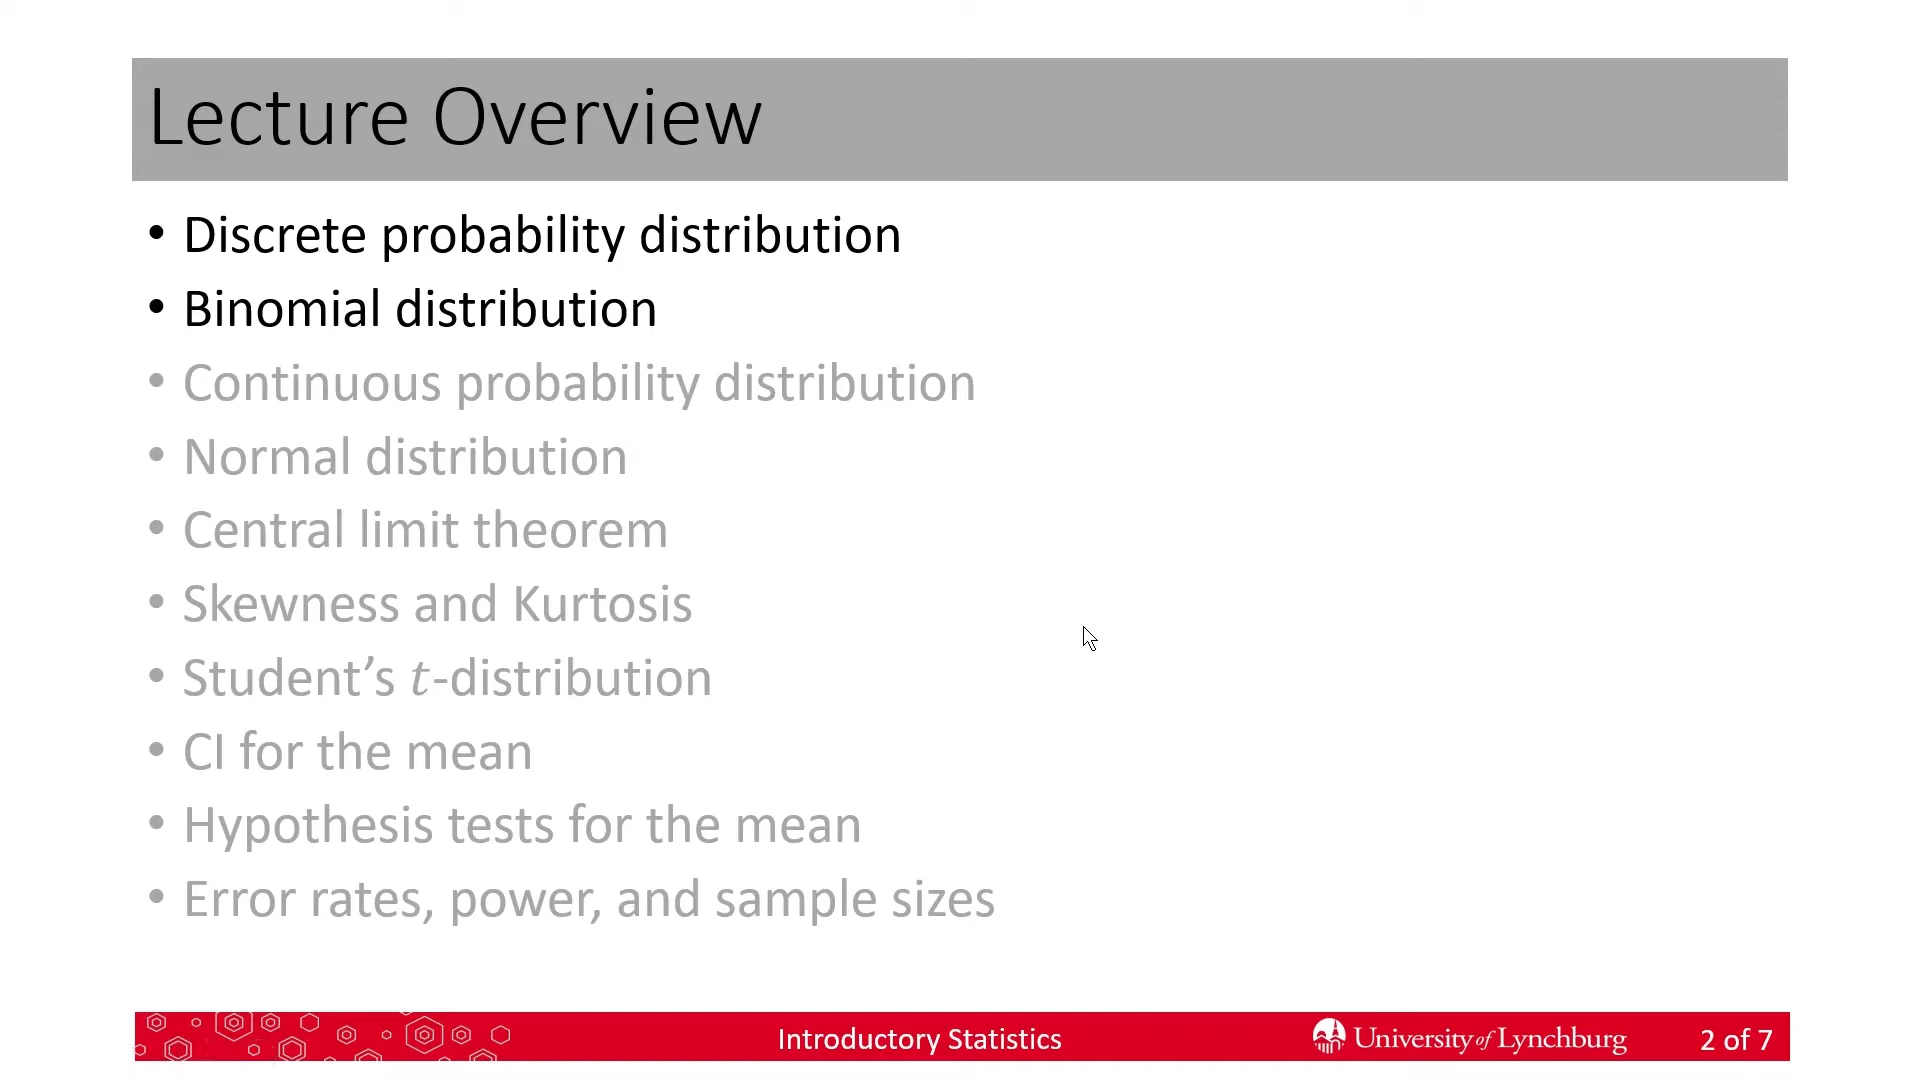 Lecture Overview
• Discrete probability distribution
• Binomial distribution
• Continuous probability distribution
• Normal distribution
• Central limit theorem
• Skewness and Kurtosis
• Student’s t-distribution
• CI for the mean
• Hypothesis tests for the mean
• Error rates, power, and sample sizes
Introductory Statistics
University of Lynchburg
2 of 7